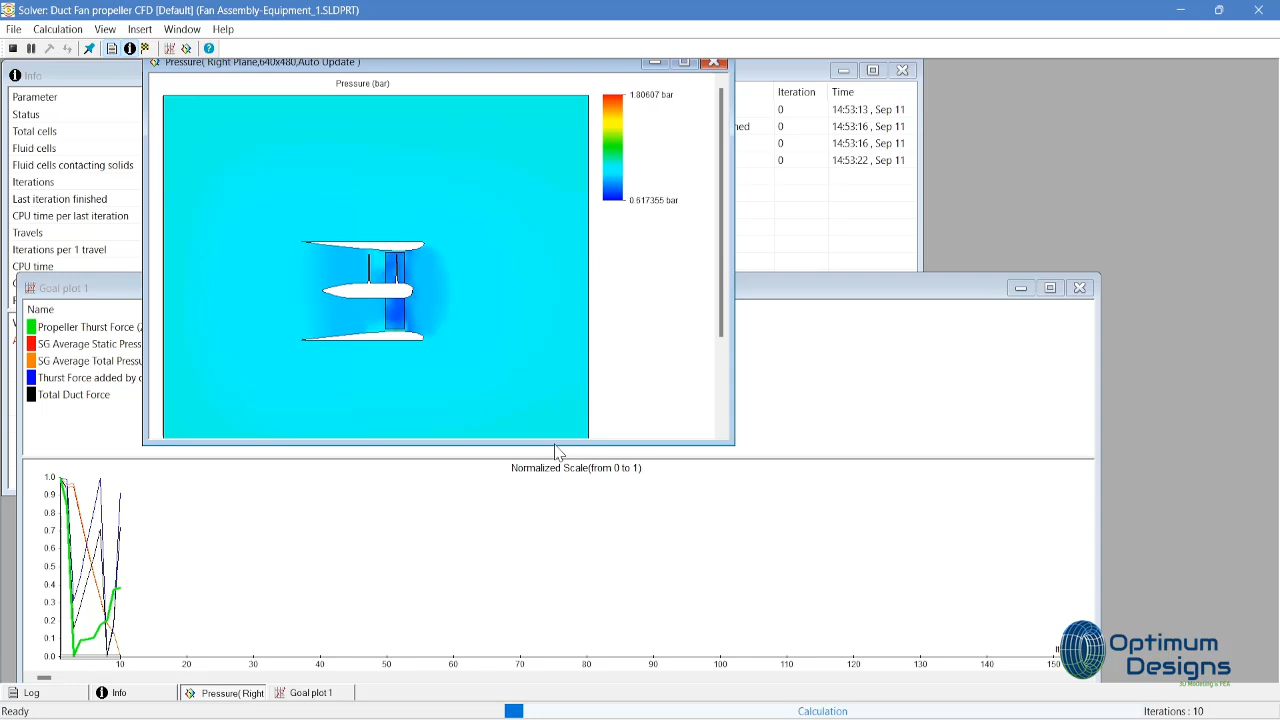 Solver: Duct Fan propeller CFD [Default] (Fan Assembly-Equipment_1.SLDPRT)
File Calculation View Insert Window Help
Info
Parameter
Status
Total cells
Fluid cells
Fluid cells contacting solids
Iterations
Last iteration finished
CPU time per last iteration
Travels
Iterations per 1 travel
CPU time
Pressure( Right Plane,640x480,Auto Update )
Pressure (bar)
1.80607 bar
0.617355 bar
Iteration Time
0 14:53:13 , Sep 11
0 14:53:16 , Sep 11
0 14:53:16 , Sep 11
0 14:53:22 , Sep 11
Goal plot 1
Name
Propeller Thurst Force (
SG Average Static Press
SG Average Total Pressu
Thurst Force added by
Total Duct Force
Normalized Scale(from 0 to 1)
1.0
0.9
0.8
0.7
0.6
0.5
0.4
0.3
0.2
0.1
0.0
10 20 30 40 50 60 70 80 90 100 110 120 130 140 150
Optimum
Designs
3D Modeling & FEA
Log Info Pressure( Right Goal plot 1
Ready Calculation Iterations : 10